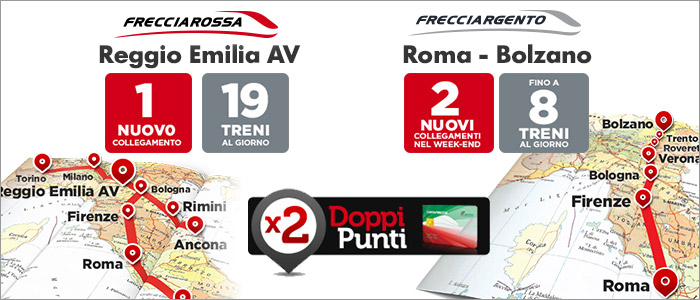 FRECCIAROSSA
Reggio Emilia AV
1
NUOVO
COLLEGAMENTO
19
TRENI
AL GIORNO
FRECCIARGENTO
Roma - Bolzano
2
NUOVI
COLLEGAMENTI
NEL WEEK-END
FINO A
8
TRENI
AL GIORNO
Torino
Milano
Reggio Emilia AV
Bologna
Firenze
Rimini
Ancona
Roma
x2
Doppi
Punti
Bolzano
Trento
Rovereto
Verona
Bologna
Firenze
Roma